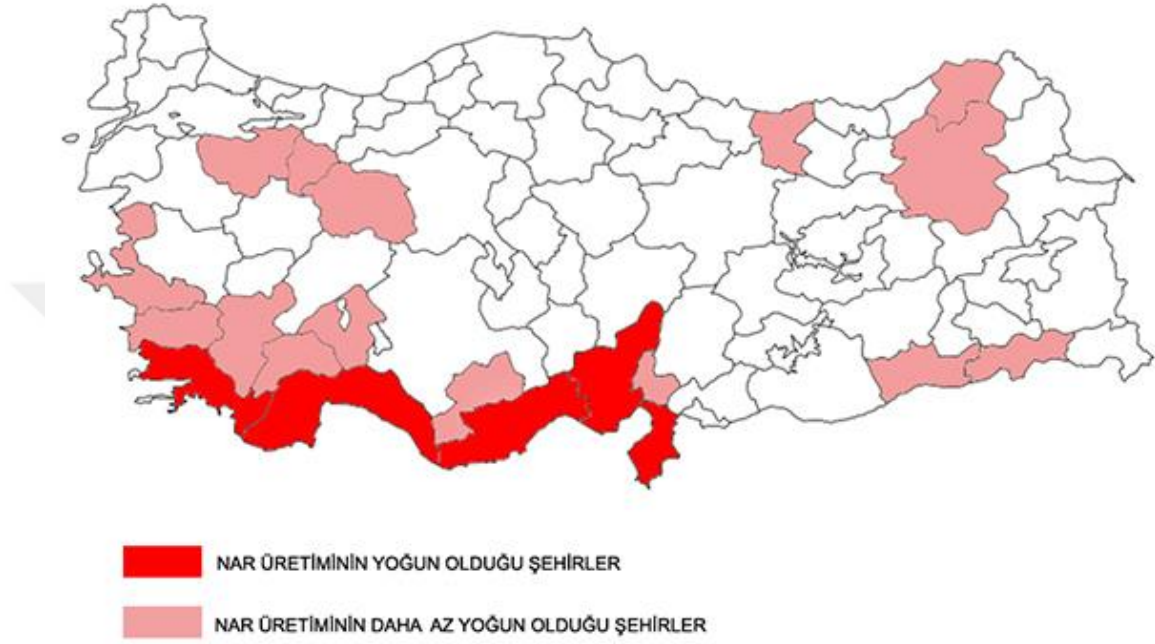 NAR ÜRETİMİNİN YOĞUN OLDUĞU ŞEHİRLER
NAR ÜRETİMİNİN DAHA AZ YOĞUN OLDUĞU ŞEHİRLER